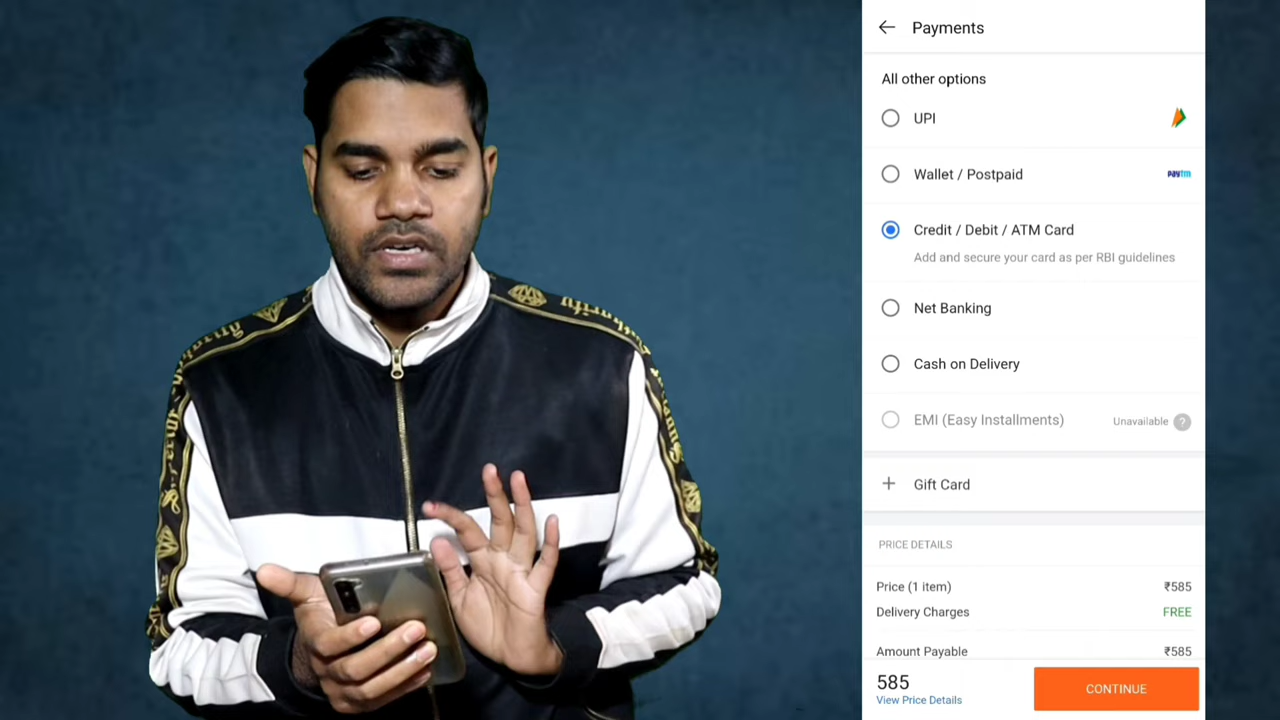 Payments
All other options
UPI
Wallet / Postpaid
paytm
Credit / Debit / ATM Card
Add and secure your card as per RBI guidelines
Net Banking
Cash on Delivery
EMI (Easy Installments) Unavailable ?
+ Gift Card
PRICE DETAILS
Price (1 item) ₹585
Delivery Charges FREE
Amount Payable ₹585
585
View Price Details
CONTINUE